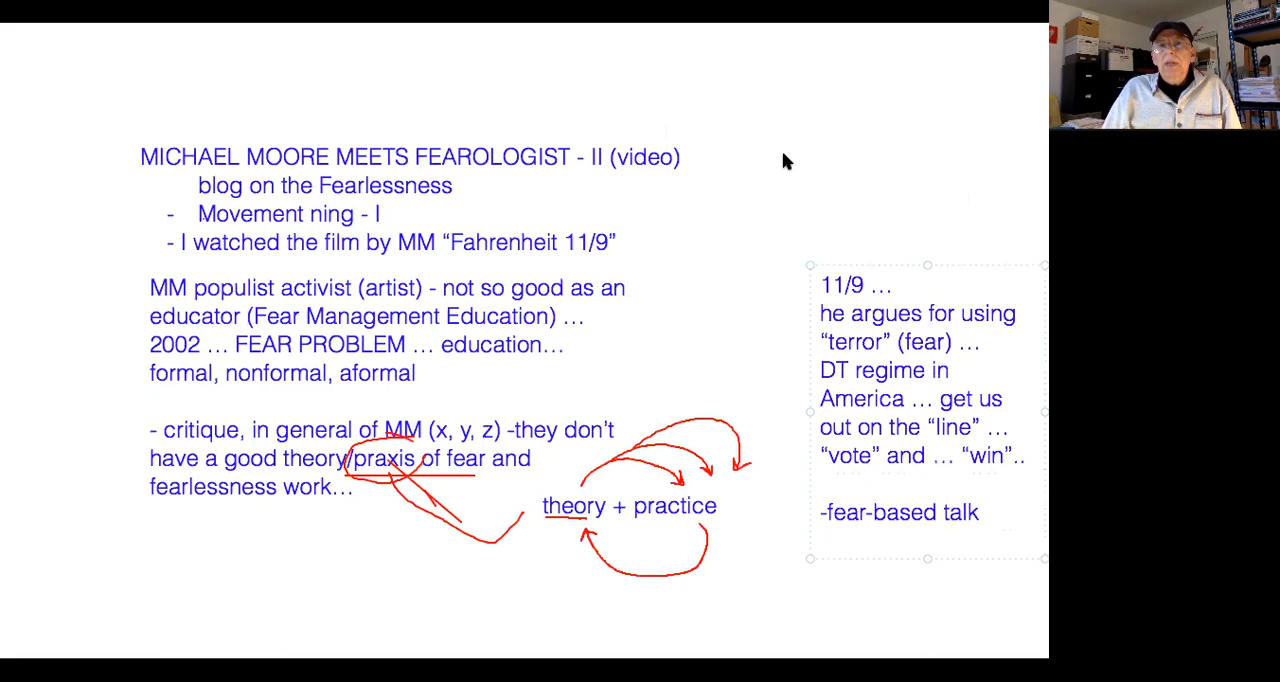 MICHAEL MOORE MEETS FEAROLOGIST - II (video)
blog on the Fearlessness
- Movement ning - I
- I watched the film by MM “Fahrenheit 11/9”
MM populist activist (artist) - not so good as an
educator (Fear Management Education) …
2002 … FEAR PROBLEM … education…
formal, nonformal, aformal
- critique, in general of MM (x, y, z) -they don’t
have a good theory/praxis of fear and
fearlessness work…
theory + practice
11/9 …
he argues for using
“terror” (fear) …
DT regime in
America … get us
out on the “line” …
“vote” and … “win”..
-fear-based talk